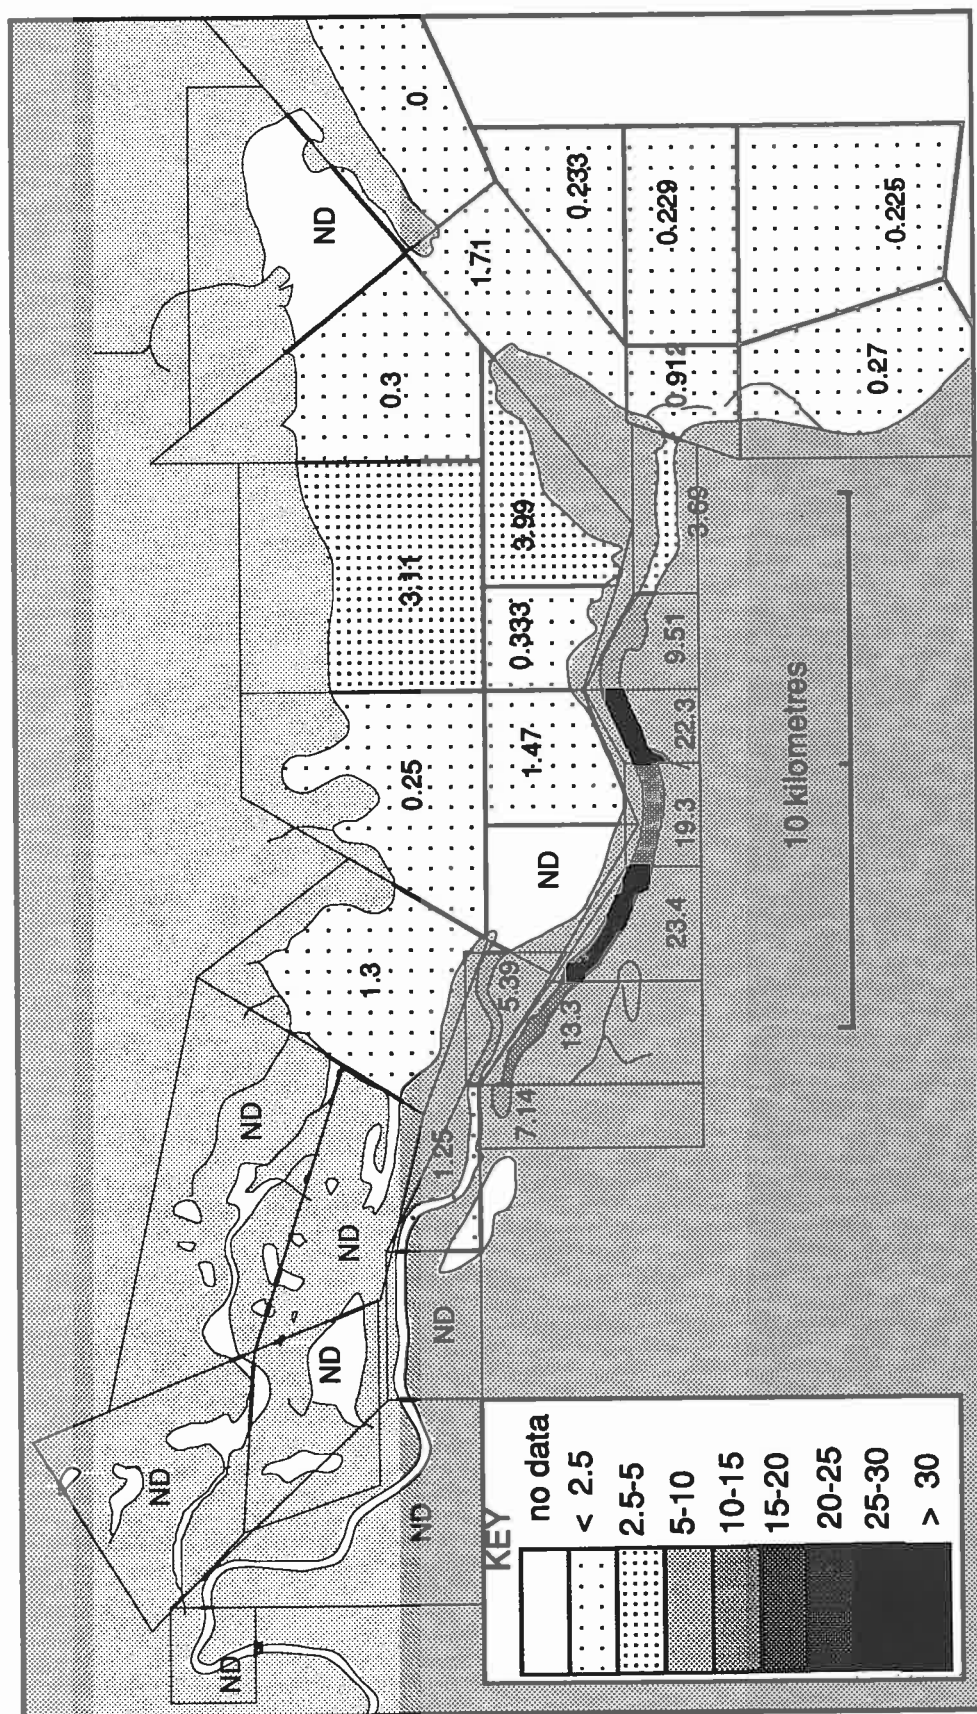 ND
ND
ND
ND
ND
ND
1.3
0.3
0.25
3.11
0
ND
ND
1.25
1.71
5.39
7.14
0.333
3.99
1.47
ND
13.3
0.233
23.4
19.3
22.3
9.51
3.69
0.912
0.229
10 kilometres
0.27
0.225
KEY
no data
< 2.5
2.5-5
5-10
10-15
15-20
20-25
25-30
> 30